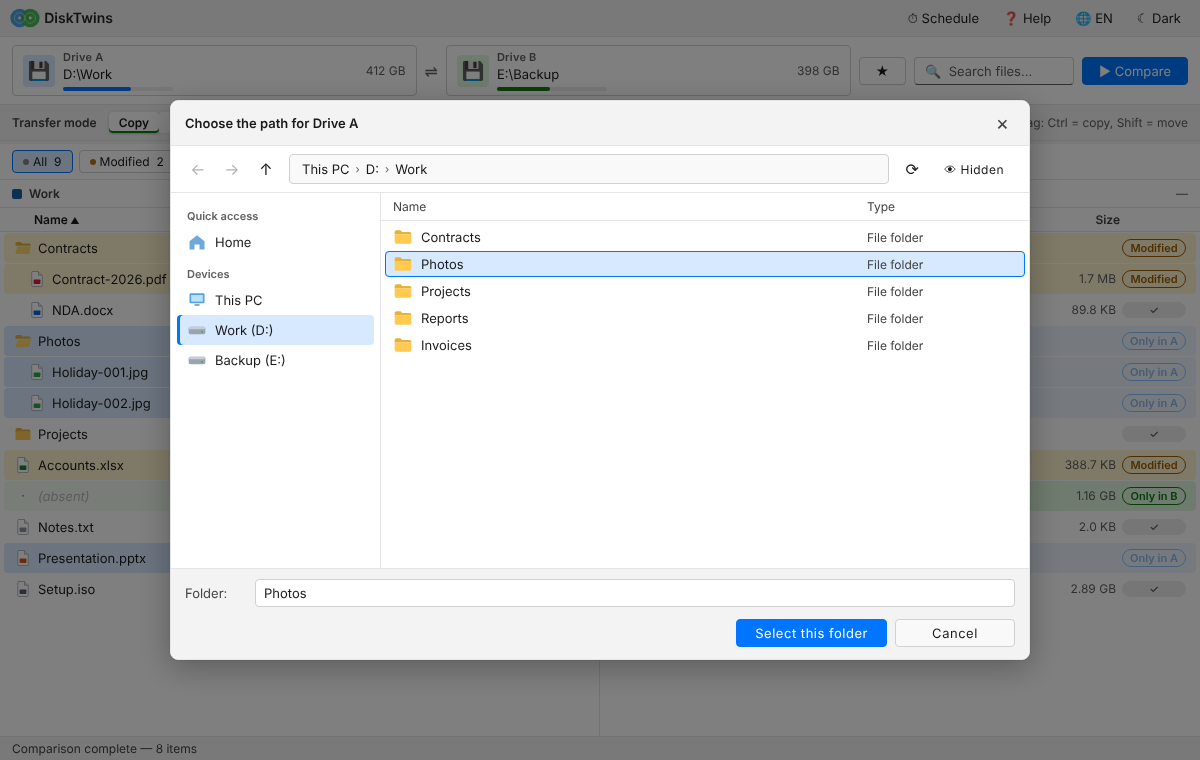 DiskTwins
Schedule
Help
EN
Dark
Drive A
D:\Work
412 GB
Drive B
E:\Backup
398 GB
Search files...
Compare
Transfer mode
Copy
ag: Ctrl = copy, Shift = move
All 9
Modified 2
Work
—
Name
Size
Contracts
Modified
Contract-2026.pdf
1.7 MB
Modified
NDA.docx
89.8 KB
Photos
Only in A
Holiday-001.jpg
Only in A
Holiday-002.jpg
Only in A
Projects
Accounts.xlsx
388.7 KB
Modified
(absent)
1.16 GB
Only in B
Notes.txt
2.0 KB
Presentation.pptx
Only in A
Setup.iso
2.89 GB
Comparison complete — 8 items
Choose the path for Drive A
This PC › D: › Work
Hidden
Quick access
Home
Devices
This PC
Work (D:)
Backup (E:)
Name
Type
Contracts
File folder
Photos
File folder
Projects
File folder
Reports
File folder
Invoices
File folder
Folder:
Photos
Select this folder
Cancel